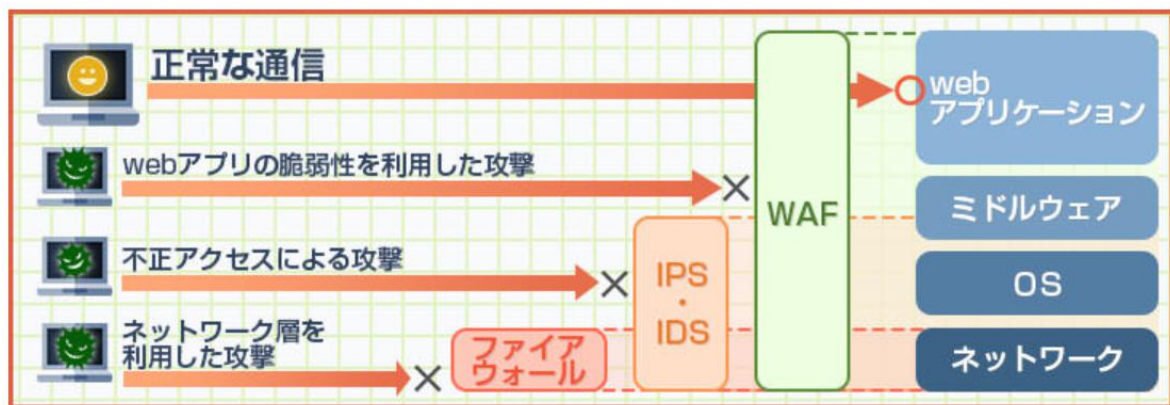 正常な通信
web
アプリケーション
webアプリの脆弱性を利用した攻撃
WAF
ミドルウェア
不正アクセスによる攻撃
IPS
・
IDS
OS
ネットワーク層を
利用した攻撃
ファイア
ウォール
ネットワーク